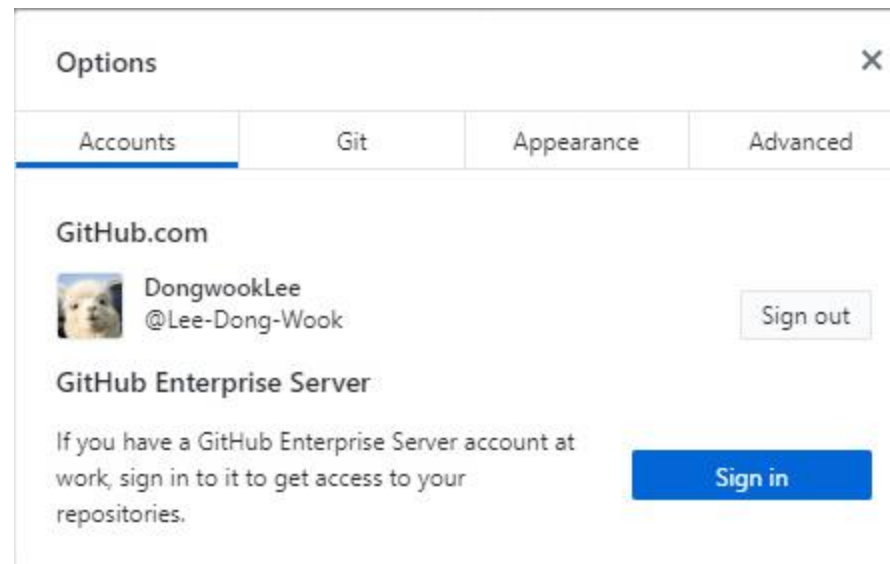 Options
Accounts Git Appearance Advanced
GitHub.com
DongwookLee
@Lee-Dong-Wook
Sign out
GitHub Enterprise Server
If you have a GitHub Enterprise Server account at
work, sign in to it to get access to your
repositories.
Sign in